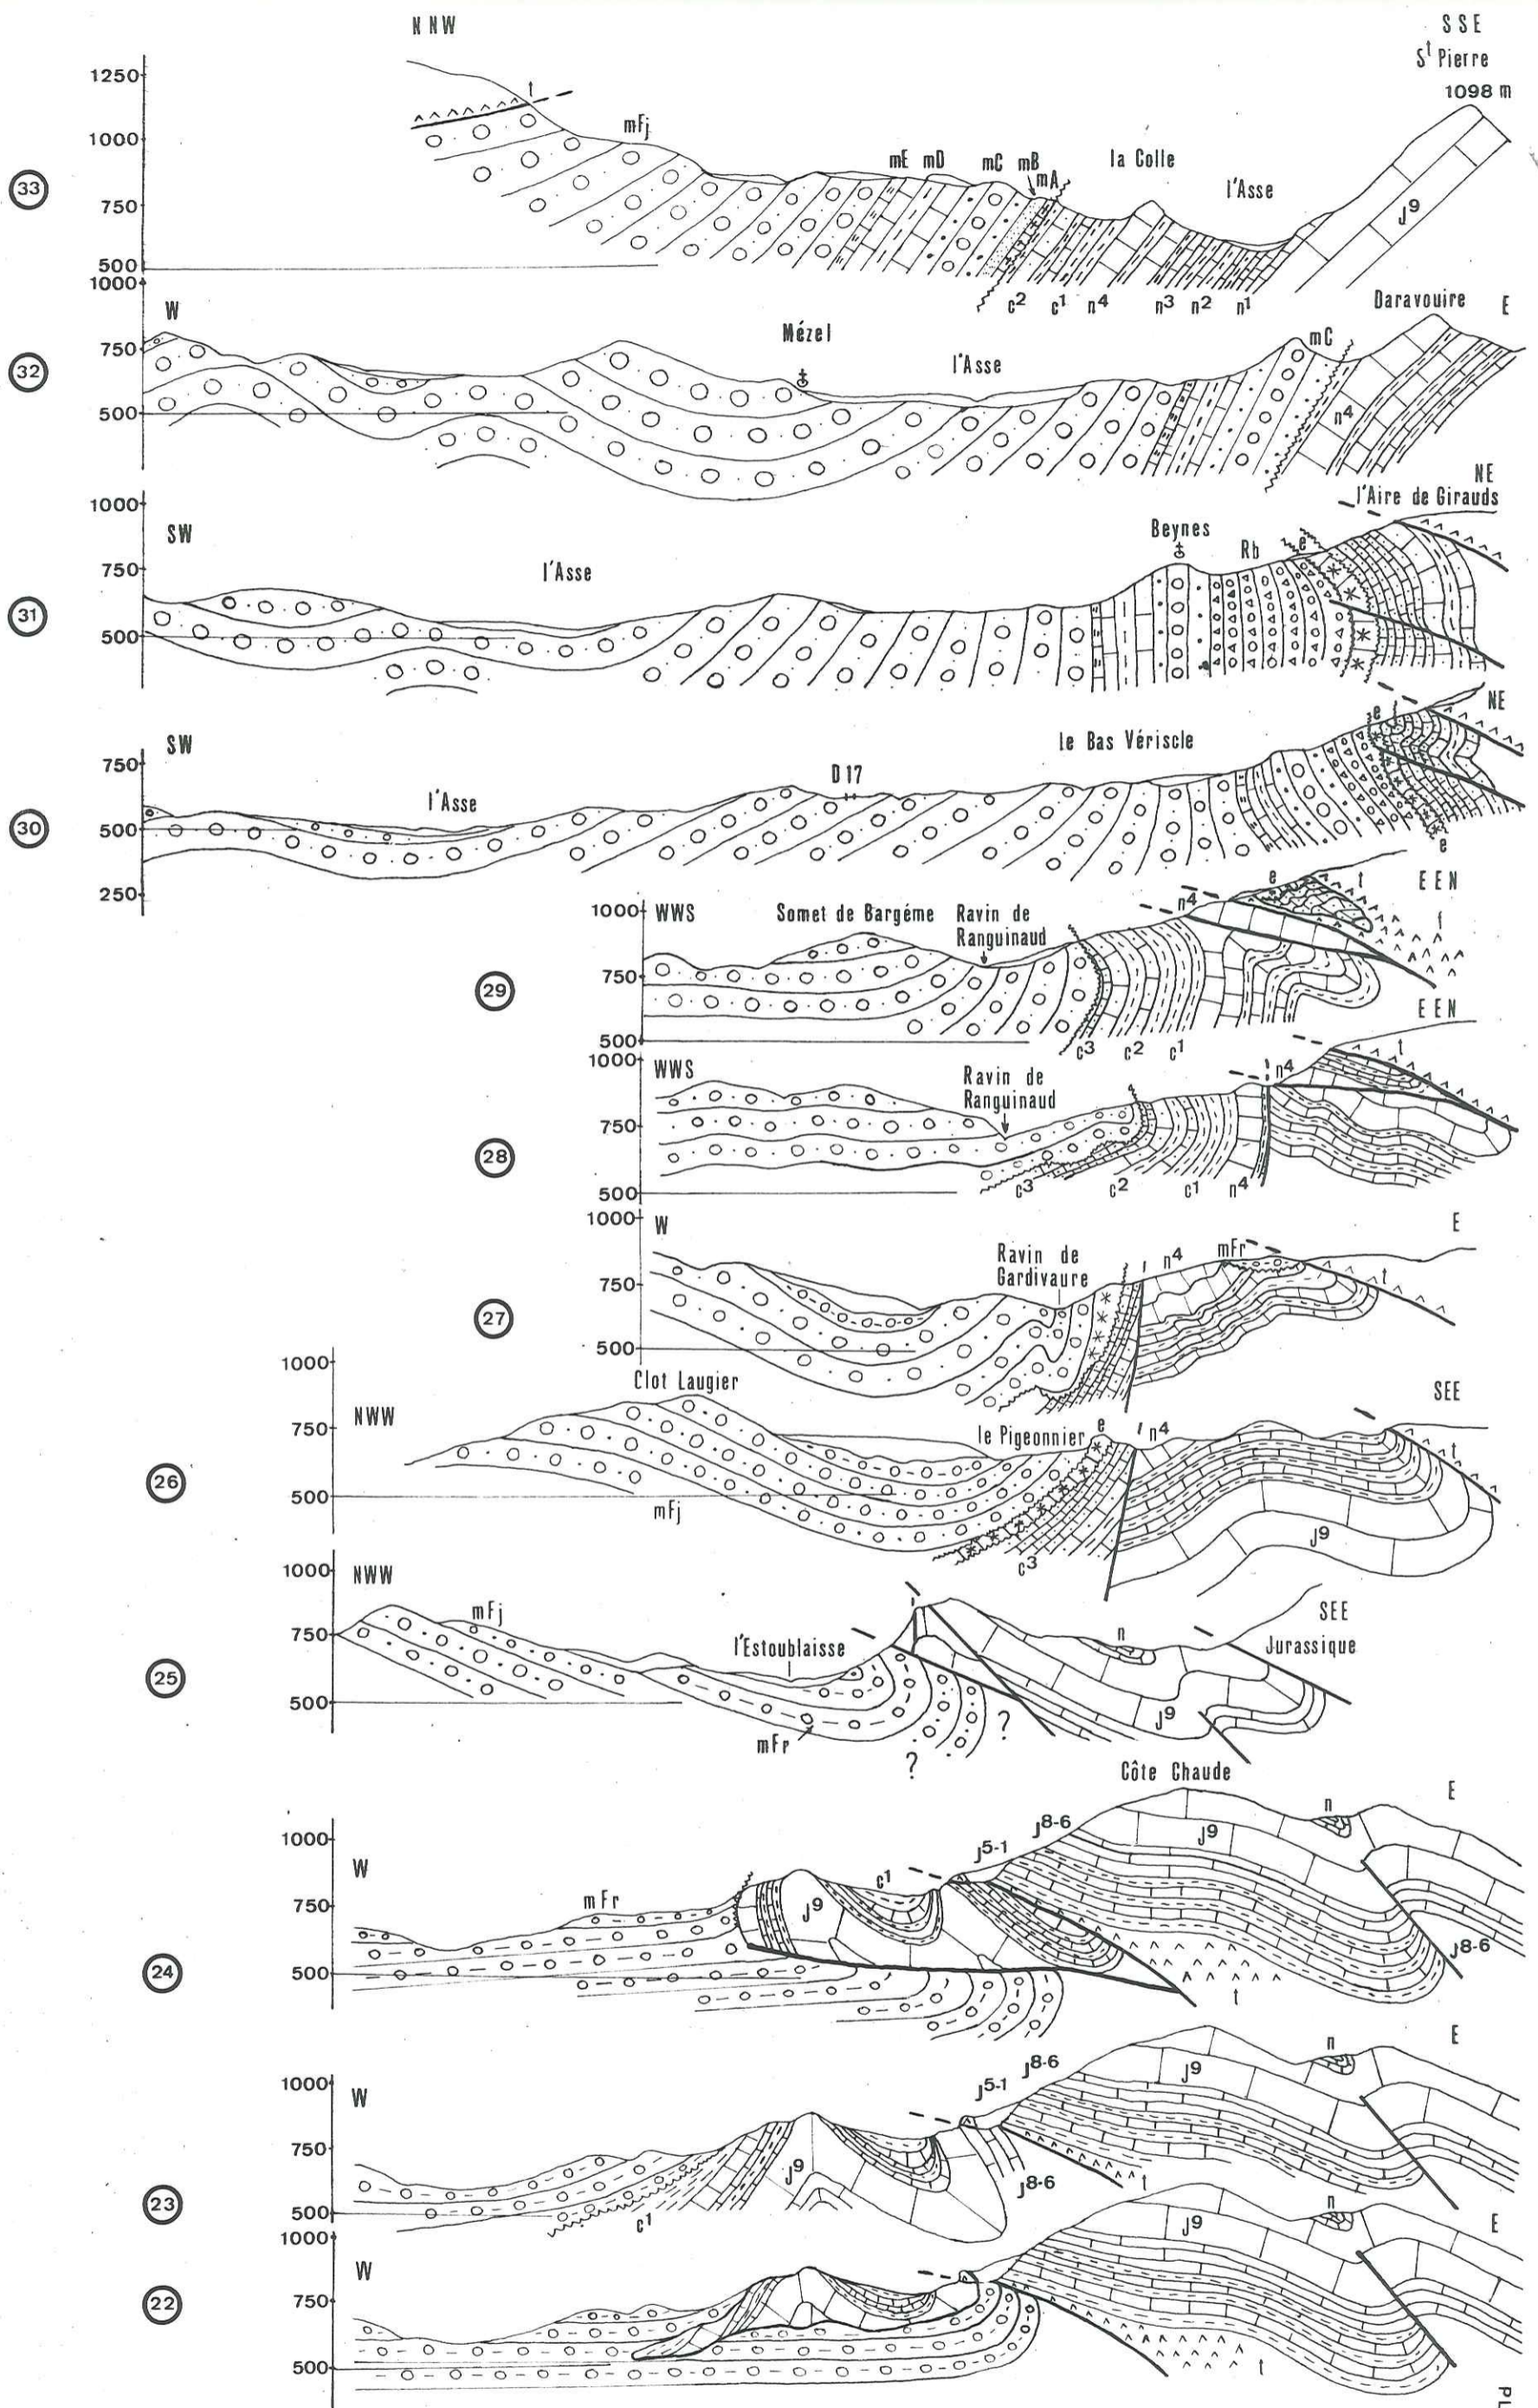 NNW
SSE
St Pierre
1098 m
1250
1000
750
500
33
t
mFj
mE mD mC mB mA
la Colle
l'Asse
J9
c2 c1 n4 n3 n2 n1
1000
750
500
32
W
Mézel
l'Asse
mC
Daravouire
E
n4
1000
750
500
31
SW
l'Asse
Beynes
Rb
e
NE
l'Aire de Girauds
750
500
250
30
SW
l'Asse
D17
le Bas Vériscle
e
NE
e
1000
750
500
29
WWS
Somet de Bargéme
Ravin de
Ranguinaud
n4
e
t
EEN
c3 c2 c1
1000
750
500
28
WWS
Ravin de
Ranguinaud
n4
t
EEN
c3 c2 c1 n4
1000
750
500
27
W
Ravin de
Gardivaure
n4
mFr
t
E
1000
750
500
26
NWW
Clot Laugier
le Pigeonnier
e
n4
t
SEE
mFj
c3
J9
1000
750
500
25
NWW
mFj
l'Estoublaisse
n
SEE
Jurassique
mFr
?
?
J9
1000
750
500
24
W
mFr
J9
c1
J5-1
J8-6
Côte Chaude
J9
n
E
J8-6
t
1000
750
500
23
W
c1
J9
J5-1
J8-6
J8-6
J9
n
t
E
1000
750
500
22
W
J9
n
t
E
PL